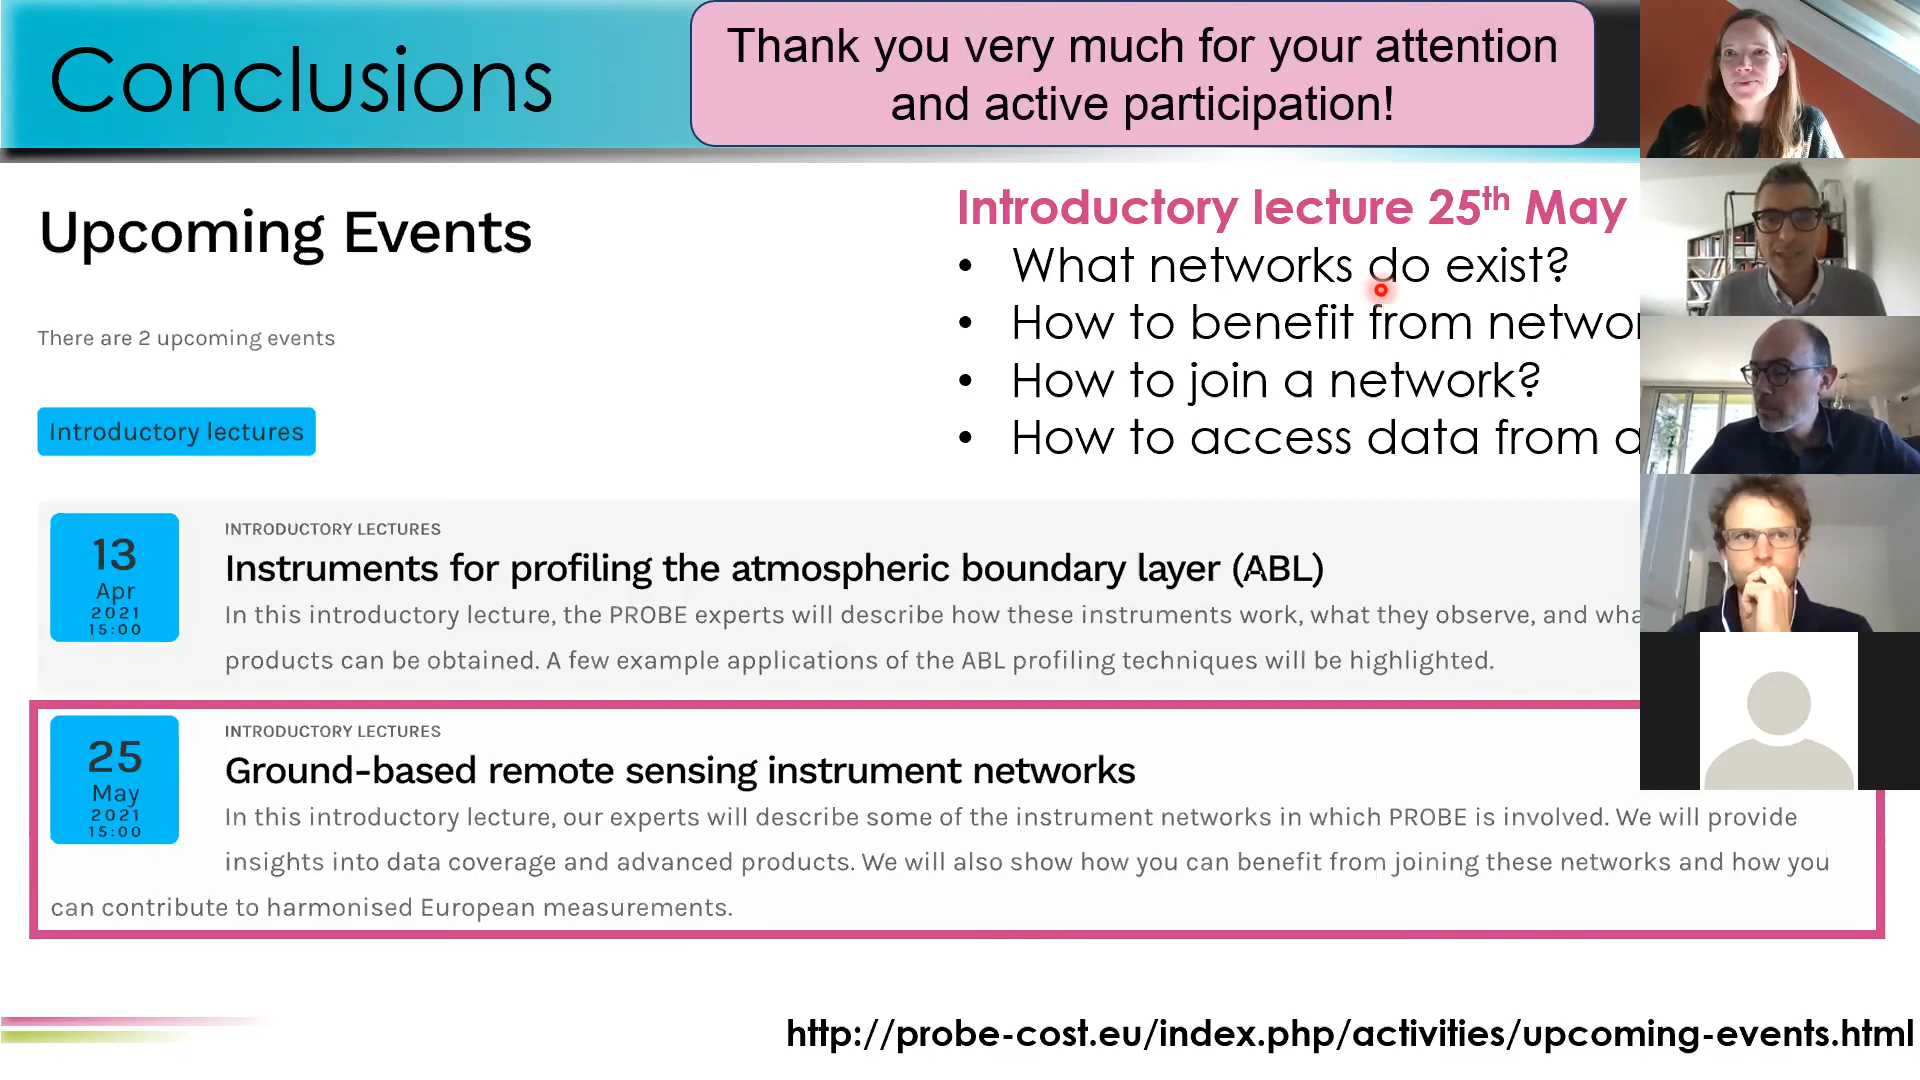 Conclusions
Thank you very much for your attention
and active participation!
Upcoming Events
There are 2 upcoming events
Introductory lectures
Introductory lecture 25th May
• What networks do exist?
• How to benefit from
• How to join a network?
• How to access data from
13
Apr
2021
15:00
INTRODUCTORY LECTURES
Instruments for profiling the atmospheric boundary layer (ABL)
In this introductory lecture, the PROBE experts will describe how these instruments work, what they observe, and
products can be obtained. A few example applications of the ABL profiling techniques will be highlighted.
25
May
2021
15:00
INTRODUCTORY LECTURES
Ground-based remote sensing instrument networks
In this introductory lecture, our experts will describe some of the instrument networks in which PROBE is involved. We will provide
insights into data coverage and advanced products. We will also show how you can benefit from joining these networks and how you
can contribute to harmonised European measurements.
http://probe-cost.eu/index.php/activities/upcoming-events.html